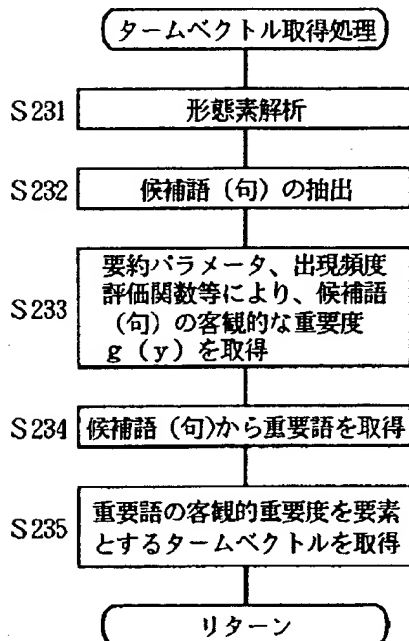 タームベクトル取得処理
S231 形態素解析
S232 候補語（句）の抽出
S233 要約パラメータ、出現頻度
評価関数等により、候補語
（句）の客観的な重要度
g（y）を取得
S234 候補語（句）から重要語を取得
S235 重要語の客観的重要度を要素
とするタームベクトルを取得
リターン